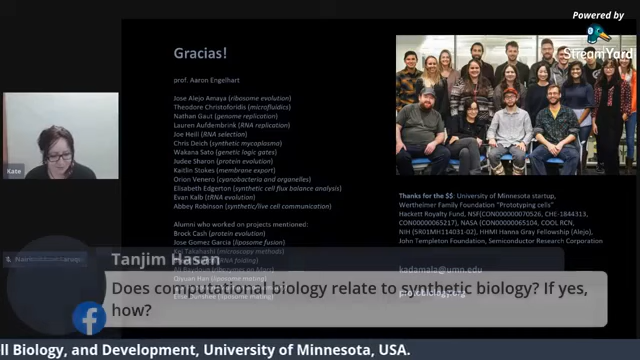 Powered by
StreamYard
Gracias!
prof. Aaron Engelhart
Jose Alejo Amaya (ribosome evolution)
Theodore Christoforidis (microfluidics)
Nathan Gaut (genome replication)
Lauren Aufdembrink (RNA replication)
Joe Heili (RNA selection)
Chris Deich (synthetic mycoplasma)
Wakana Sato (genetic logic gates)
Judee Sharon (protein evolution)
Kaitlin Stokes (membrane export)
Orion Venero (cyanobacteria and organelles)
Elisabeth Edgerton (synthetic cell flux balance analysis)
Evan Kalb (tRNA evolution)
Abbey Robinson (synthetic/live cell communication)
Alumni who worked on projects mentioned:
Brock Cash (protein evolution)
Jose Gomez Garcia (liposome fusion)
Thanks for the $$: University of Minnesota startup,
Wertheimer Family Foundation "Prototyping cells"
Hackett Royalty Fund, NSF(CON000000070526, CHE-1844313,
CON000000065217), NASA (CON000000065104, COOL RCN,
NIH (5R01MH114031-02), HHMI Hanna Gray Fellowship (Alejo),
John Templeton Foundation, Semiconductor Research Corporation
kadamala@umn.edu
protobiology.org
Kate
Tanjim Hasan
Does computational biology relate to synthetic biology? If yes,
how?
ll Biology, and Development, University of Minnesota, USA.